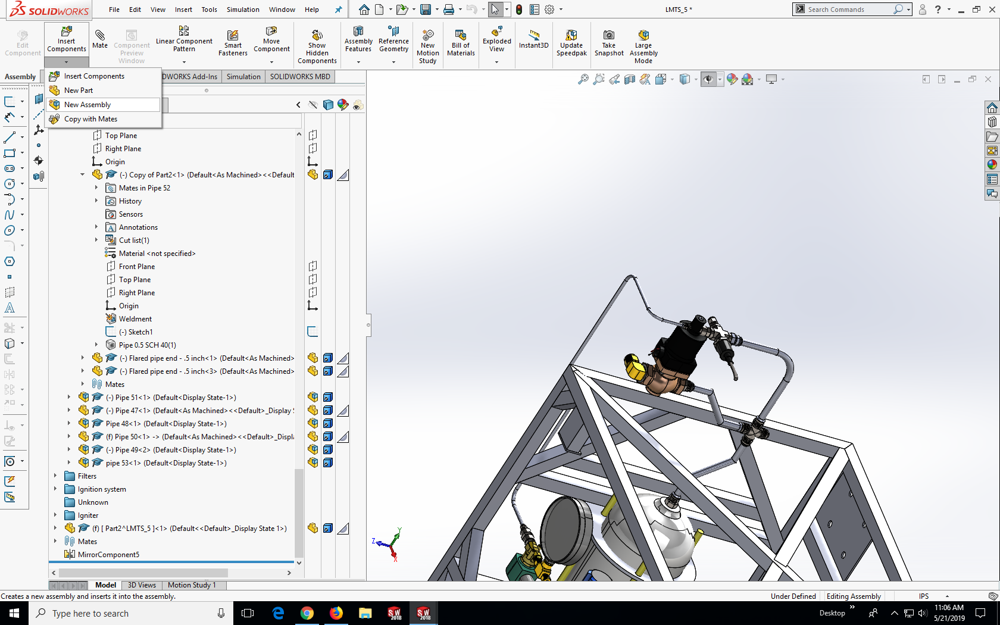 SOLIDWORKS
File Edit View Insert Tools Simulation Window Help
LMTS_5 *
Search Commands
Edit Component
Insert Components
Mate
Component Preview Window
Linear Component Pattern
Smart Fasteners
Move Component
Show Hidden Components
Assembly Features
Reference Geometry
New Motion Study
Bill of Materials
Exploded View
Instant3D
Update Speedpak
Take Snapshot
Large Assembly Mode
Assembly
DWORKS Add-Ins
Simulation
SOLIDWORKS MBD
Insert Components
New Part
New Assembly
Copy with Mates
Top Plane
Right Plane
Origin
(-) Copy of Part2<1> (Default<As Machined><<Default
Mates in Pipe 52
History
Sensors
Annotations
Cut list(1)
Material <not specified>
Front Plane
Top Plane
Right Plane
Origin
Weldment
(-) Sketch1
Pipe 0.5 SCH 40(1)
(-) Flared pipe end - .5 inch<1> (Default<As Machined>
(-) Flared pipe end - .5 inch<3> (Default<As Machined>
Mates
(-) Pipe 51<1> (Default<Display State-1>)
(-) Pipe 47<1> (Default<As Machined><<Default>_Display S
Pipe 48<1> (Default<Display State-1>)
(f) Pipe 50<1> -> (Default<As Machined><<Default>_Displa
(-) Pipe 49<2> (Default<Display State-1>)
pipe 53<1> (Default<Display State-1>)
Filters
Ignition system
Unknown
Igniter
(f) [ Part2^LMTS_5 ]<1> (Default<<Default>_Display State 1>)
Mates
MirrorComponent5
Y
Z
X
Model
3D Views
Motion Study 1
Creates a new assembly and inserts it into the assembly.
Under Defined
Editing Assembly
IPS
Type here to search
SW 2018
SW 2018
Desktop
11:06 AM
5/21/2019